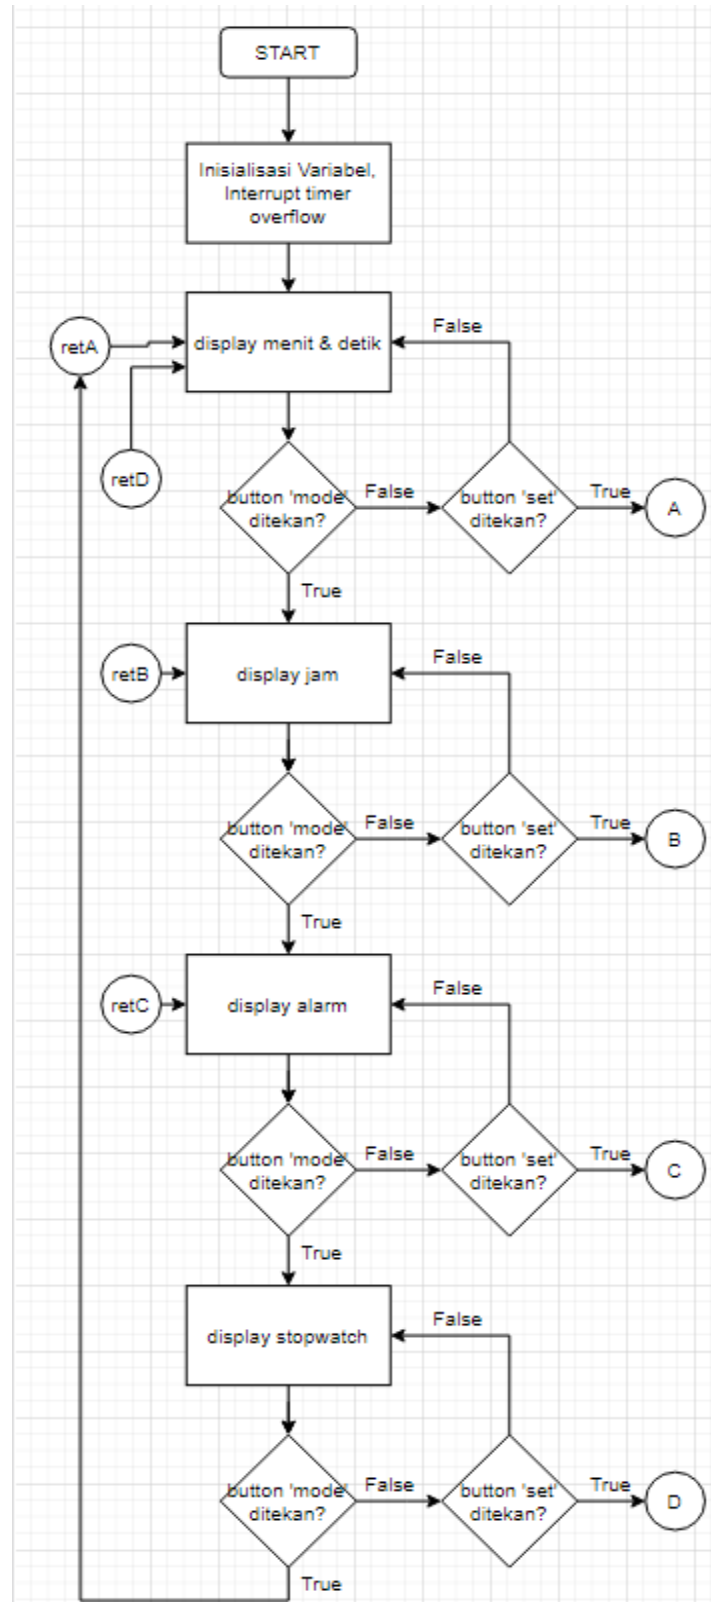 START
Inisialisasi Variabel,
Interrupt timer
overflow
retA
display menit & detik
False
retD
button 'mode'
ditekan?
False
button 'set'
ditekan?
True
A
True
retB
display jam
False
button 'mode'
ditekan?
False
button 'set'
ditekan?
True
B
True
retC
display alarm
False
button 'mode'
ditekan?
False
button 'set'
ditekan?
True
C
True
display stopwatch
False
button 'mode'
ditekan?
False
button 'set'
ditekan?
True
D
True